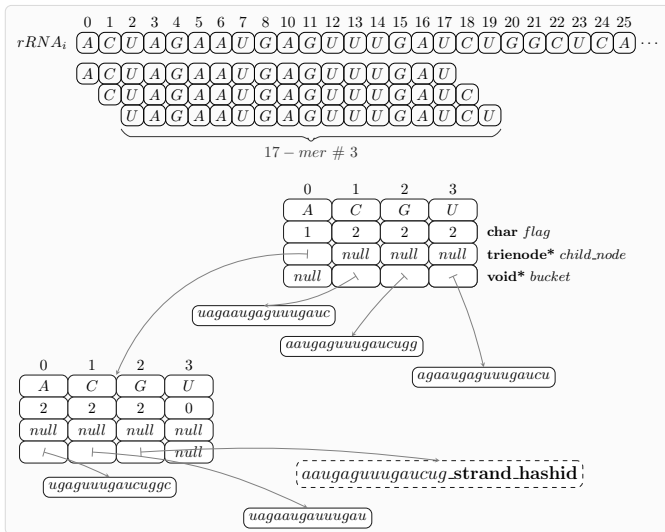 0 1 2 3 4 5 6 7 8 10 11 12 13 14 15 16 17 18 19 20 21 22 23 24 25
rRNAi A C U A G A A U G A G U U U G A U C U G G C U C A ...
A C U A G A A U G A G U U U G A U
C U A G A A U G A G U U U G A U C
U A G A A U G A G U U U G A U C U
17 − mer # 3
0 1 2 3
A C G U
1 2 2 2 char flag
null null null trienode* child_node
null void* bucket
uagaaugaguuugauc
aaugaguuugaucugg
agaaugaguuugaucu
0 1 2 3
A C G U
2 2 2 0
null null null null
null
aaugaguuugaucug_strand_hashid
ugaguuugaucuggc
uagaaugauuugau